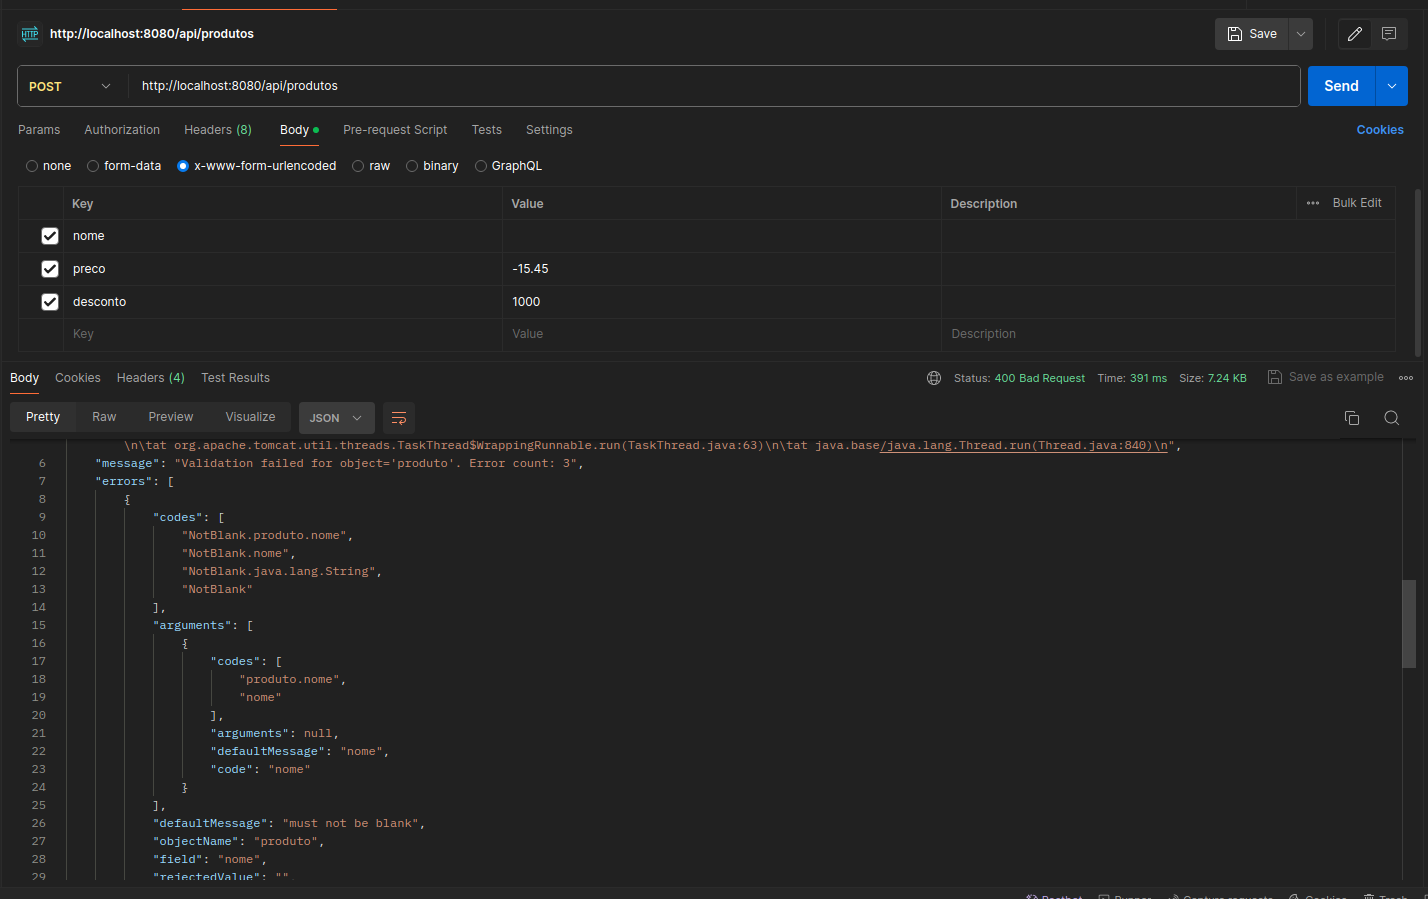 http://localhost:8080/api/produtos
Save
POST http://localhost:8080/api/produtos Send
Params Authorization Headers (8) Body Pre-request Script Tests Settings Cookies
none form-data x-www-form-urlencoded raw binary GraphQL
Key Value Description Bulk Edit
nome
preco -15.45
desconto 1000
Key Value Description
Body Cookies Headers (4) Test Results Status: 400 Bad Request Time: 391 ms Size: 7.24 KB Save as example
Pretty Raw Preview Visualize JSON
\n\tat org.apache.tomcat.util.threads.TaskThread$WrappingRunnable.run(TaskThread.java:63)\n\tat java.base/java.lang.Thread.run(Thread.java:840)\n",
6 "message": "Validation failed for object='produto'. Error count: 3",
7 "errors": [
8 {
9 "codes": [
10 "NotBlank.produto.nome",
11 "NotBlank.nome",
12 "NotBlank.java.lang.String",
13 "NotBlank"
14 ],
15 "arguments": [
16 {
17 "codes": [
18 "produto.nome",
19 "nome"
20 ],
21 "arguments": null,
22 "defaultMessage": "nome",
23 "code": "nome"
24 }
25 ],
26 "defaultMessage": "must not be blank",
27 "objectName": "produto",
28 "field": "nome",
29 "rejectedValue": "",
Postbot Runner Capture requests Cookies Trash